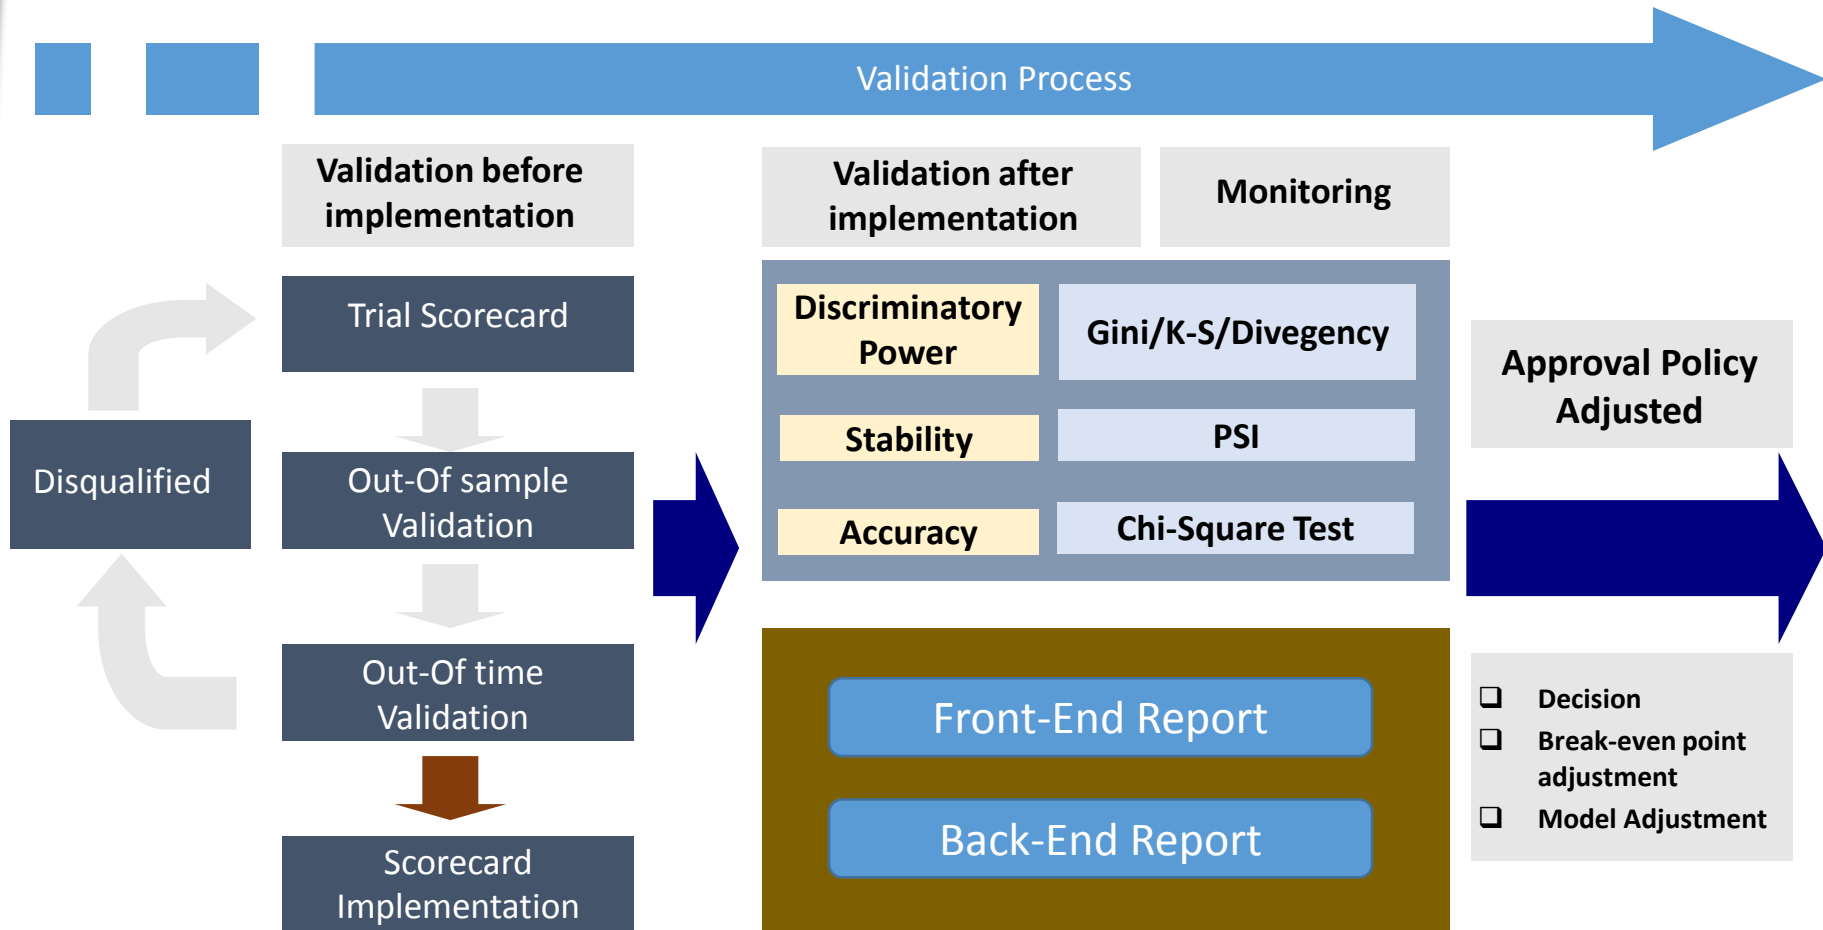 Validation Process
Validation before
implementation
Validation after
implementation
Monitoring
Trial Scorecard
Disqualified
Out-Of sample
Validation
Out-Of time
Validation
Scorecard
Implementation
Discriminatory
Power
Gini/K-S/Divegency
Stability
PSI
Accuracy
Chi-Square Test
Front-End Report
Back-End Report
Approval Policy
Adjusted
Decision
Break-even point
adjustment
Model Adjustment